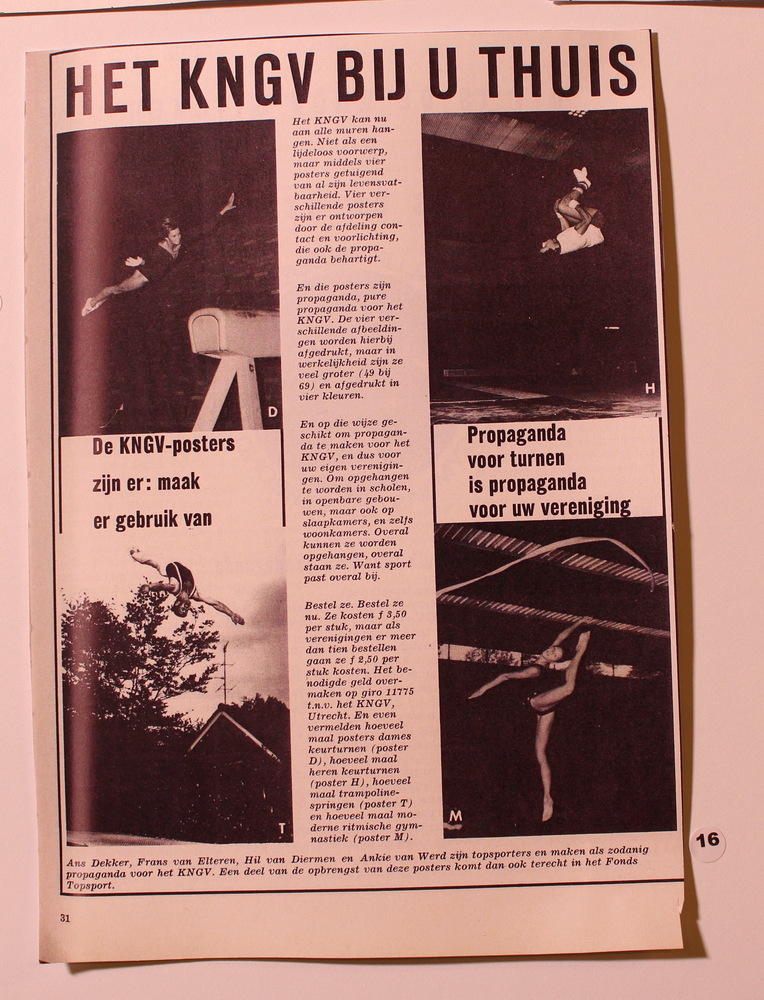 HET KNGV BIJ U THUIS
Het KNGV kan nu
aan alle muren han-
gen. Niet als een
lijdeloos voorwerp,
maar middels vier
posters getuigend
van al zijn levensvat-
baarheid. Vier ver-
schillende posters
zijn er ontworpen
door de afdeling con-
tact en voorlichting,
die ook de propa-
ganda behartigt.
En die posters zijn
propaganda, pure
propaganda voor het
KNGV. De vier ver-
schillende afbeeldin-
gen worden hierbij
afgedrukt, maar in
werkelijkheid zijn ze
veel groter (49 bij
69) en afgedrukt in
vier kleuren.
En op die wijze ge-
schikt om propagan-
da te maken voor het
KNGV, en dus voor
uw eigen verenigin-
gen. Om opgehangen
te worden in scholen,
in openbare gebou-
wen, maar ook op
slaapkamers, en zelfs
woonkamers. Overal
kunnen ze worden
opgehangen, overal
staan ze. Want sport
past overal bij.
Bestel ze. Bestel ze
nu. Ze kosten f 3,50
per stuk, maar als
verenigingen er meer
dan tien bestellen
gaan ze f 2,50 per
stuk kosten. Het be-
nodigde geld over-
maken op giro 11775
t.n.v. het KNGV,
Utrecht. En even
vermelden hoeveel
maal posters dames
keurturnen (poster
D), hoeveel maal
heren keurturnen
(poster H), hoeveel
maal trampoline-
springen (poster T)
en hoeveel maal mo-
derne ritmische gym-
nastiek (poster M).
D
H
De KNGV-posters
zijn er: maak
er gebruik van
Propaganda
voor turnen
is propaganda
voor uw vereniging
T
M
Ans Dekker, Frans van Elteren, Hil van Diermen en Ankie van Werd zijn topsporters en maken als zodanig
propaganda voor het KNGV. Een deel van de opbrengst van deze posters komt dan ook terecht in het Fonds
Topsport.
31
16